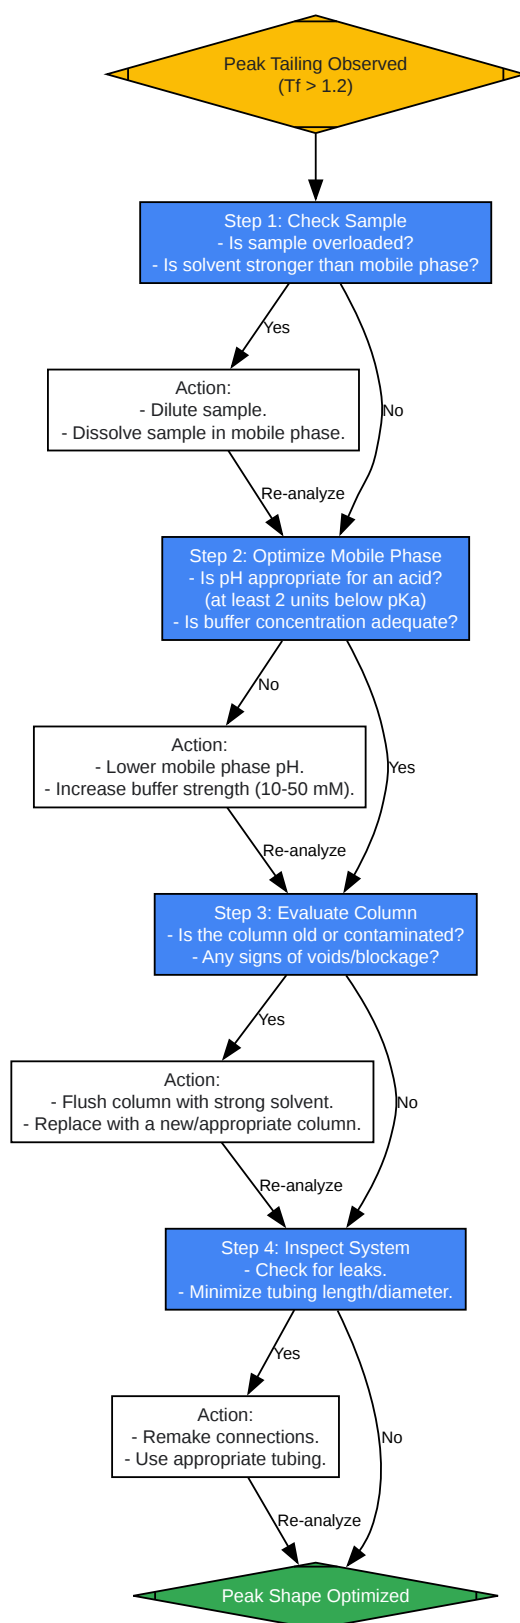 Peak Tailing Observed
(Tf > 1.2)
Step 1: Check Sample
- Is sample overloaded?
- Is solvent stronger than mobile phase?
Yes
No
Action:
- Dilute sample.
- Dissolve sample in mobile phase.
Re-analyze
Step 2: Optimize Mobile Phase
- Is pH appropriate for an acid?
(at least 2 units below pKa)
- Is buffer concentration adequate?
No
Yes
Action:
- Lower mobile phase pH.
- Increase buffer strength (10-50 mM).
Re-analyze
Step 3: Evaluate Column
- Is the column old or contaminated?
- Any signs of voids/blockage?
Yes
No
Action:
- Flush column with strong solvent.
- Replace with a new/appropriate column.
Re-analyze
Step 4: Inspect System
- Check for leaks.
- Minimize tubing length/diameter.
Yes
No
Action:
- Remake connections.
- Use appropriate tubing.
Re-analyze
Peak Shape Optimized